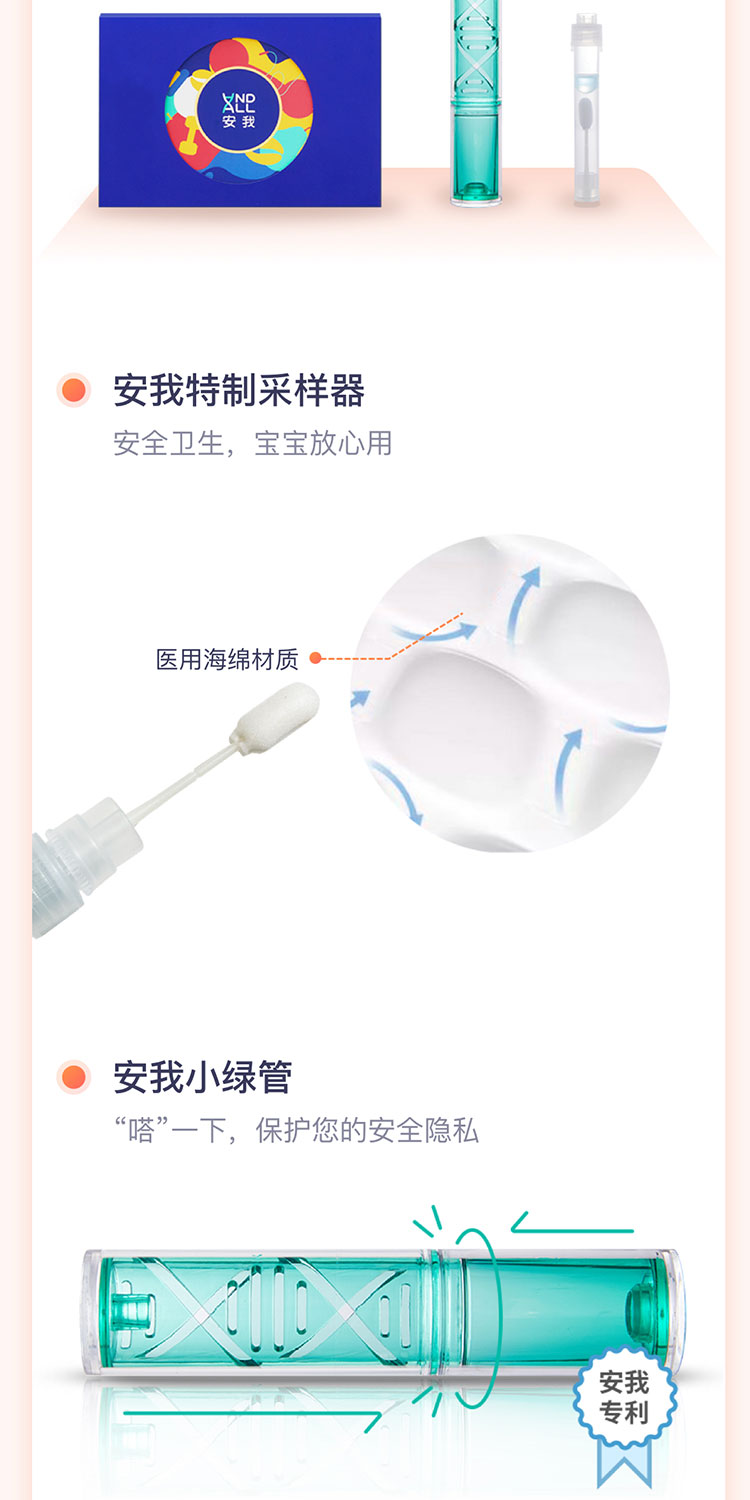 AND
ALL
安我
安我特制采样器
安全卫生，宝宝放心用
医用海绵材质
安我小绿管
“嗒”一下，保护您的安全隐私
安我
专利